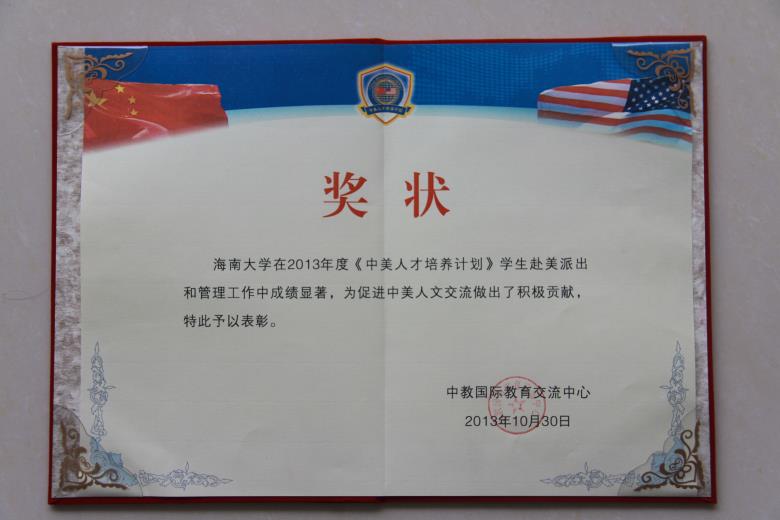 奖状
海南大学在2013年度《中美人才培养计划》学生赴美派出
和管理工作中成绩显著，为促进中美人文交流做出了积极贡献，
特此予以表彰。
中教国际教育交流中心
2013年10月30日